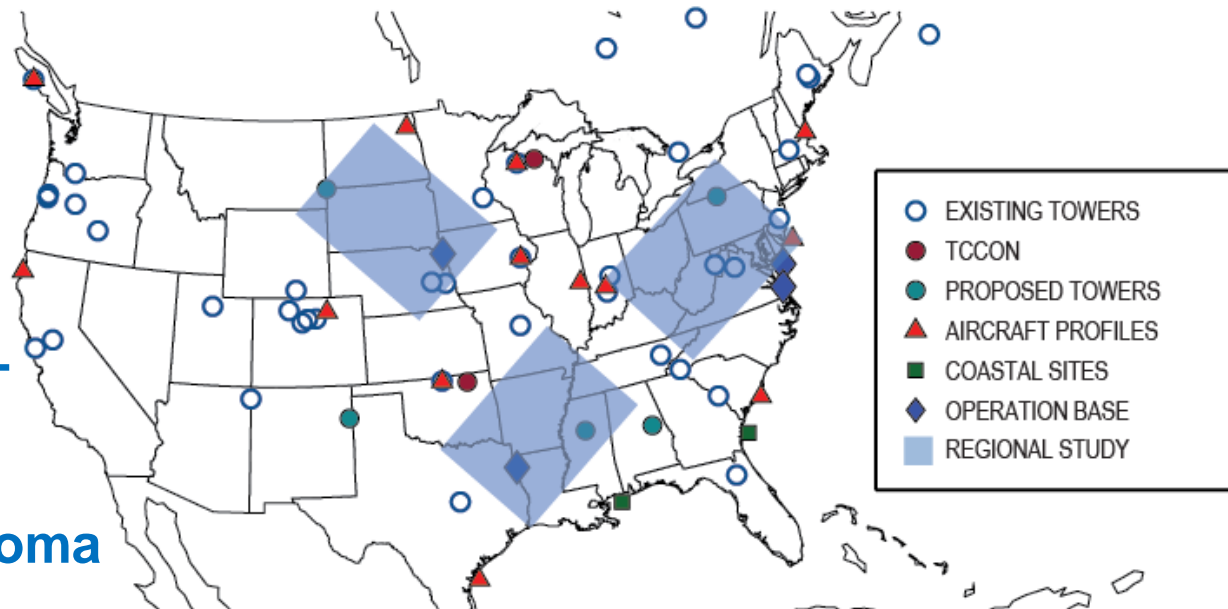 EXISTING TOWERS
TCCON
PROPOSED TOWERS
AIRCRAFT PROFILES
COASTAL SITES
OPERATION BASE
REGIONAL STUDY
oma